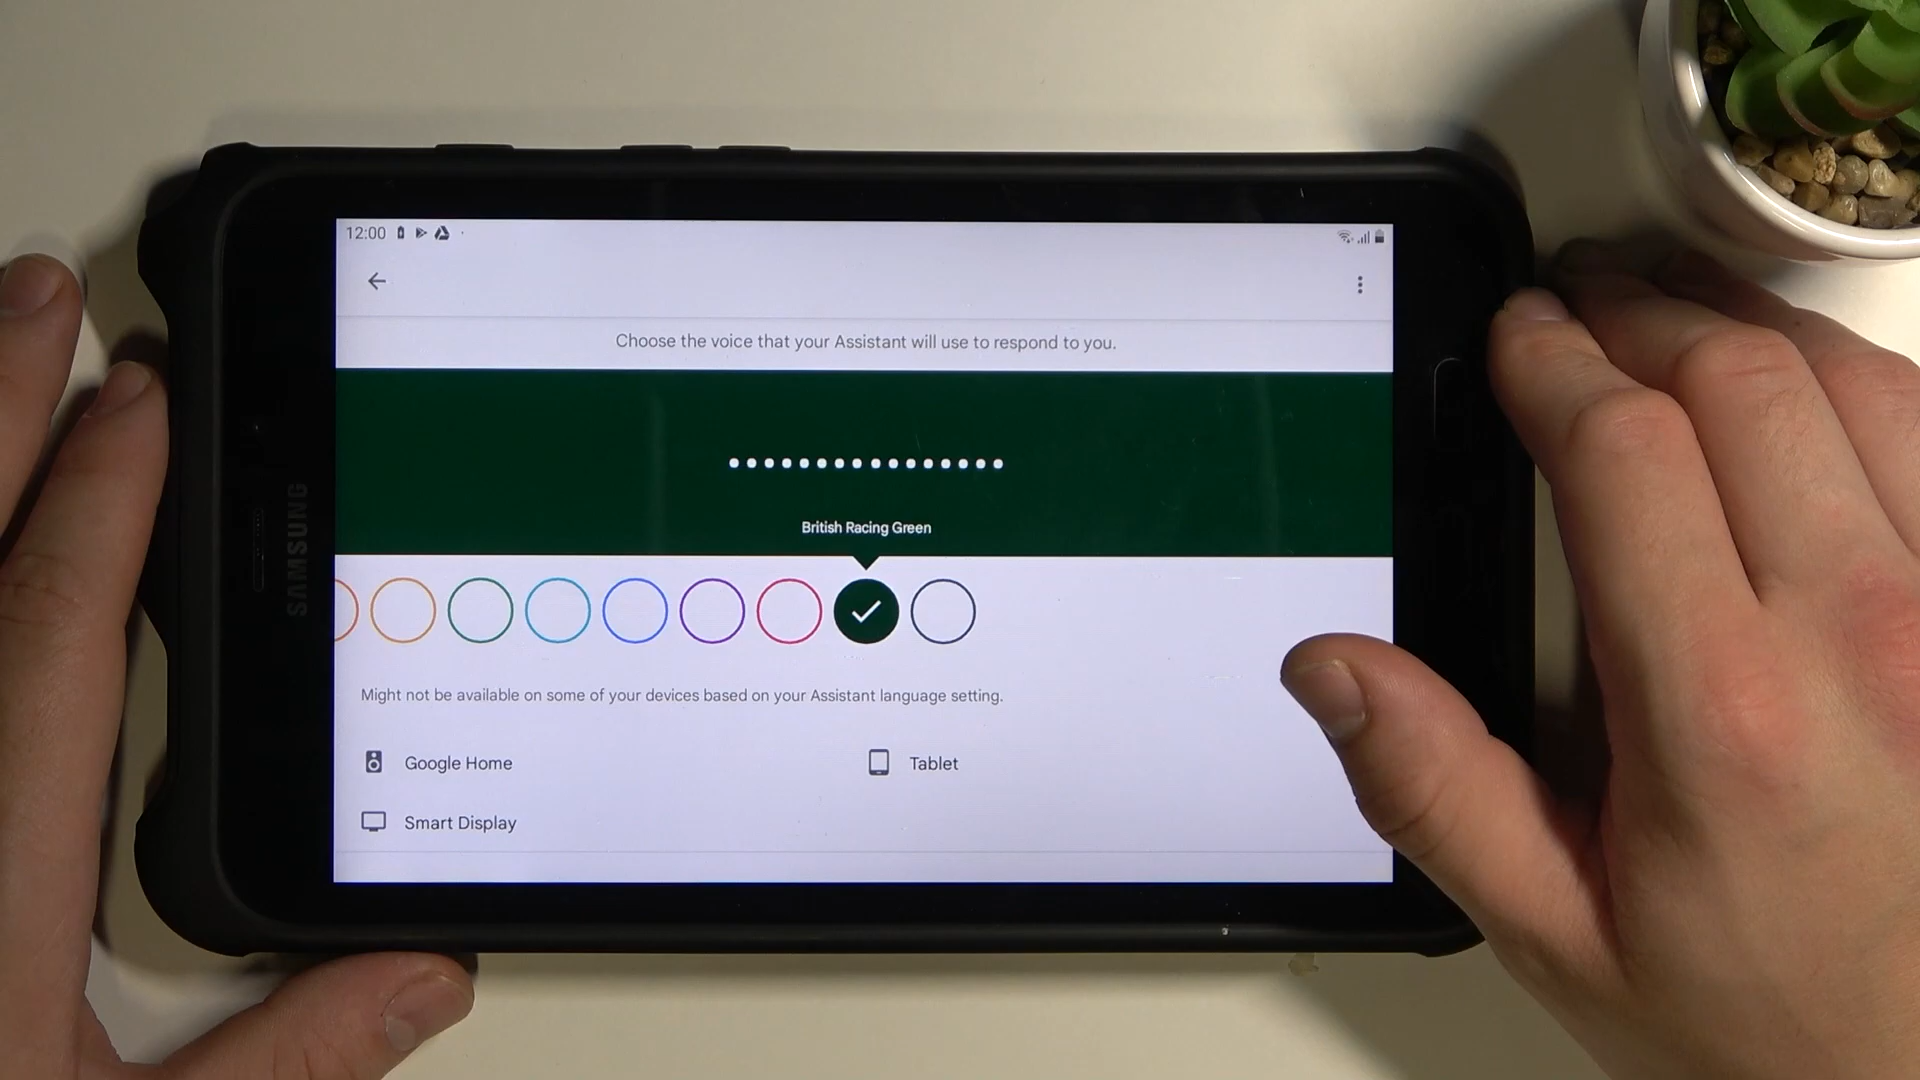 12:00
Choose the voice that your Assistant will use to respond to you.
British Racing Green
Might not be available on some of your devices based on your Assistant language setting.
Google Home
Tablet
Smart Display
SAMSUNG